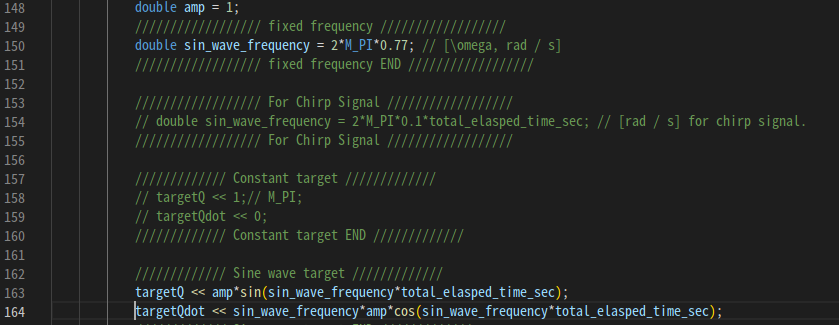 148 double amp = 1;
149 ////////////////// fixed frequency //////////////////
150 double sin_wave_frequency = 2*M_PI*0.77; // [\omega, rad / s]
151 ////////////////// fixed frequency END //////////////////
152
153 ////////////////// For Chirp Signal //////////////////
154 // double sin_wave_frequency = 2*M_PI*0.1*total_elasped_time_sec; // [rad / s] for chirp signal.
155 ////////////////// For Chirp Signal //////////////////
156
157 ///////////// Constant target /////////////
158 // targetQ << 1;// M_PI;
159 // targetQdot << 0;
160 ///////////// Constant target END /////////////
161
162 ///////////// Sine wave target /////////////
163 targetQ << amp*sin(sin_wave_frequency*total_elasped_time_sec);
164 targetQdot << sin_wave_frequency*amp*cos(sin_wave_frequency*total_elasped_time_sec);